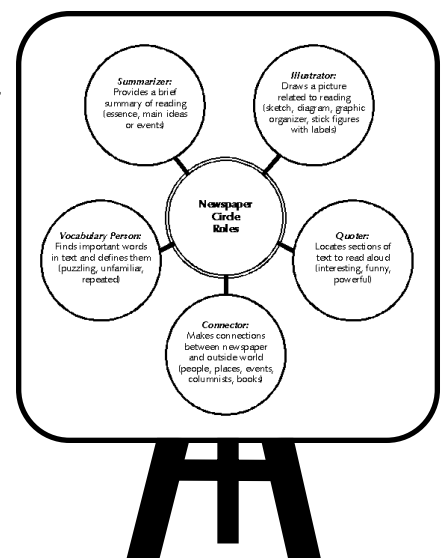 Summarizer:
Provides a brief
summary of reading
(essence, main ideas
or events)
Illustrator:
Draws a picture
related to reading
(sketch, diagram, graphic
organizer, stick figures
with labels)
Newspaper
Circle
Roles
Vocabulary Person:
Finds important words
in text and defines them
(puzzling, unfamiliar,
repeated)
Quoter:
Locates sections of
text to read aloud
(interesting, funny,
powerful)
Connector:
Makes connections
between newspaper
and outside world
(people, places, events,
columnists, books)